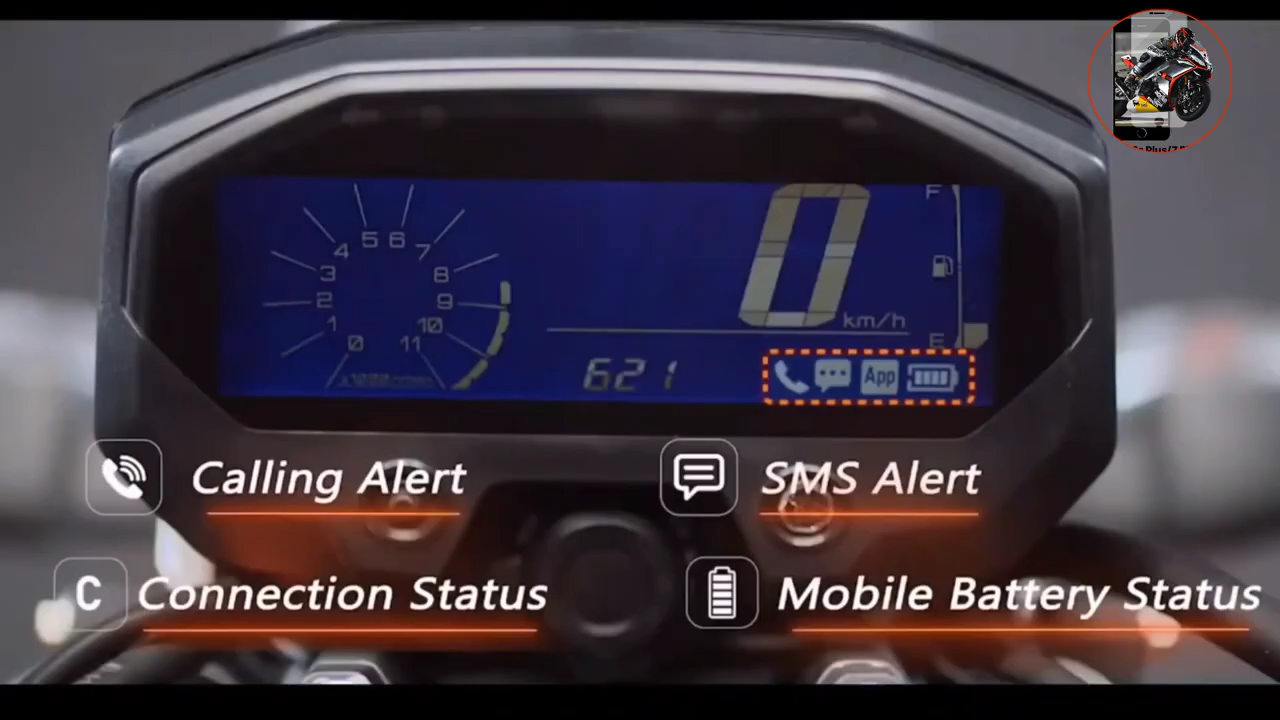 0
km/h
F
E
5 6
4 7
3 8
2 9
1 10
0 11
621
App
Calling Alert
SMS Alert
C Connection Status
Mobile Battery Status